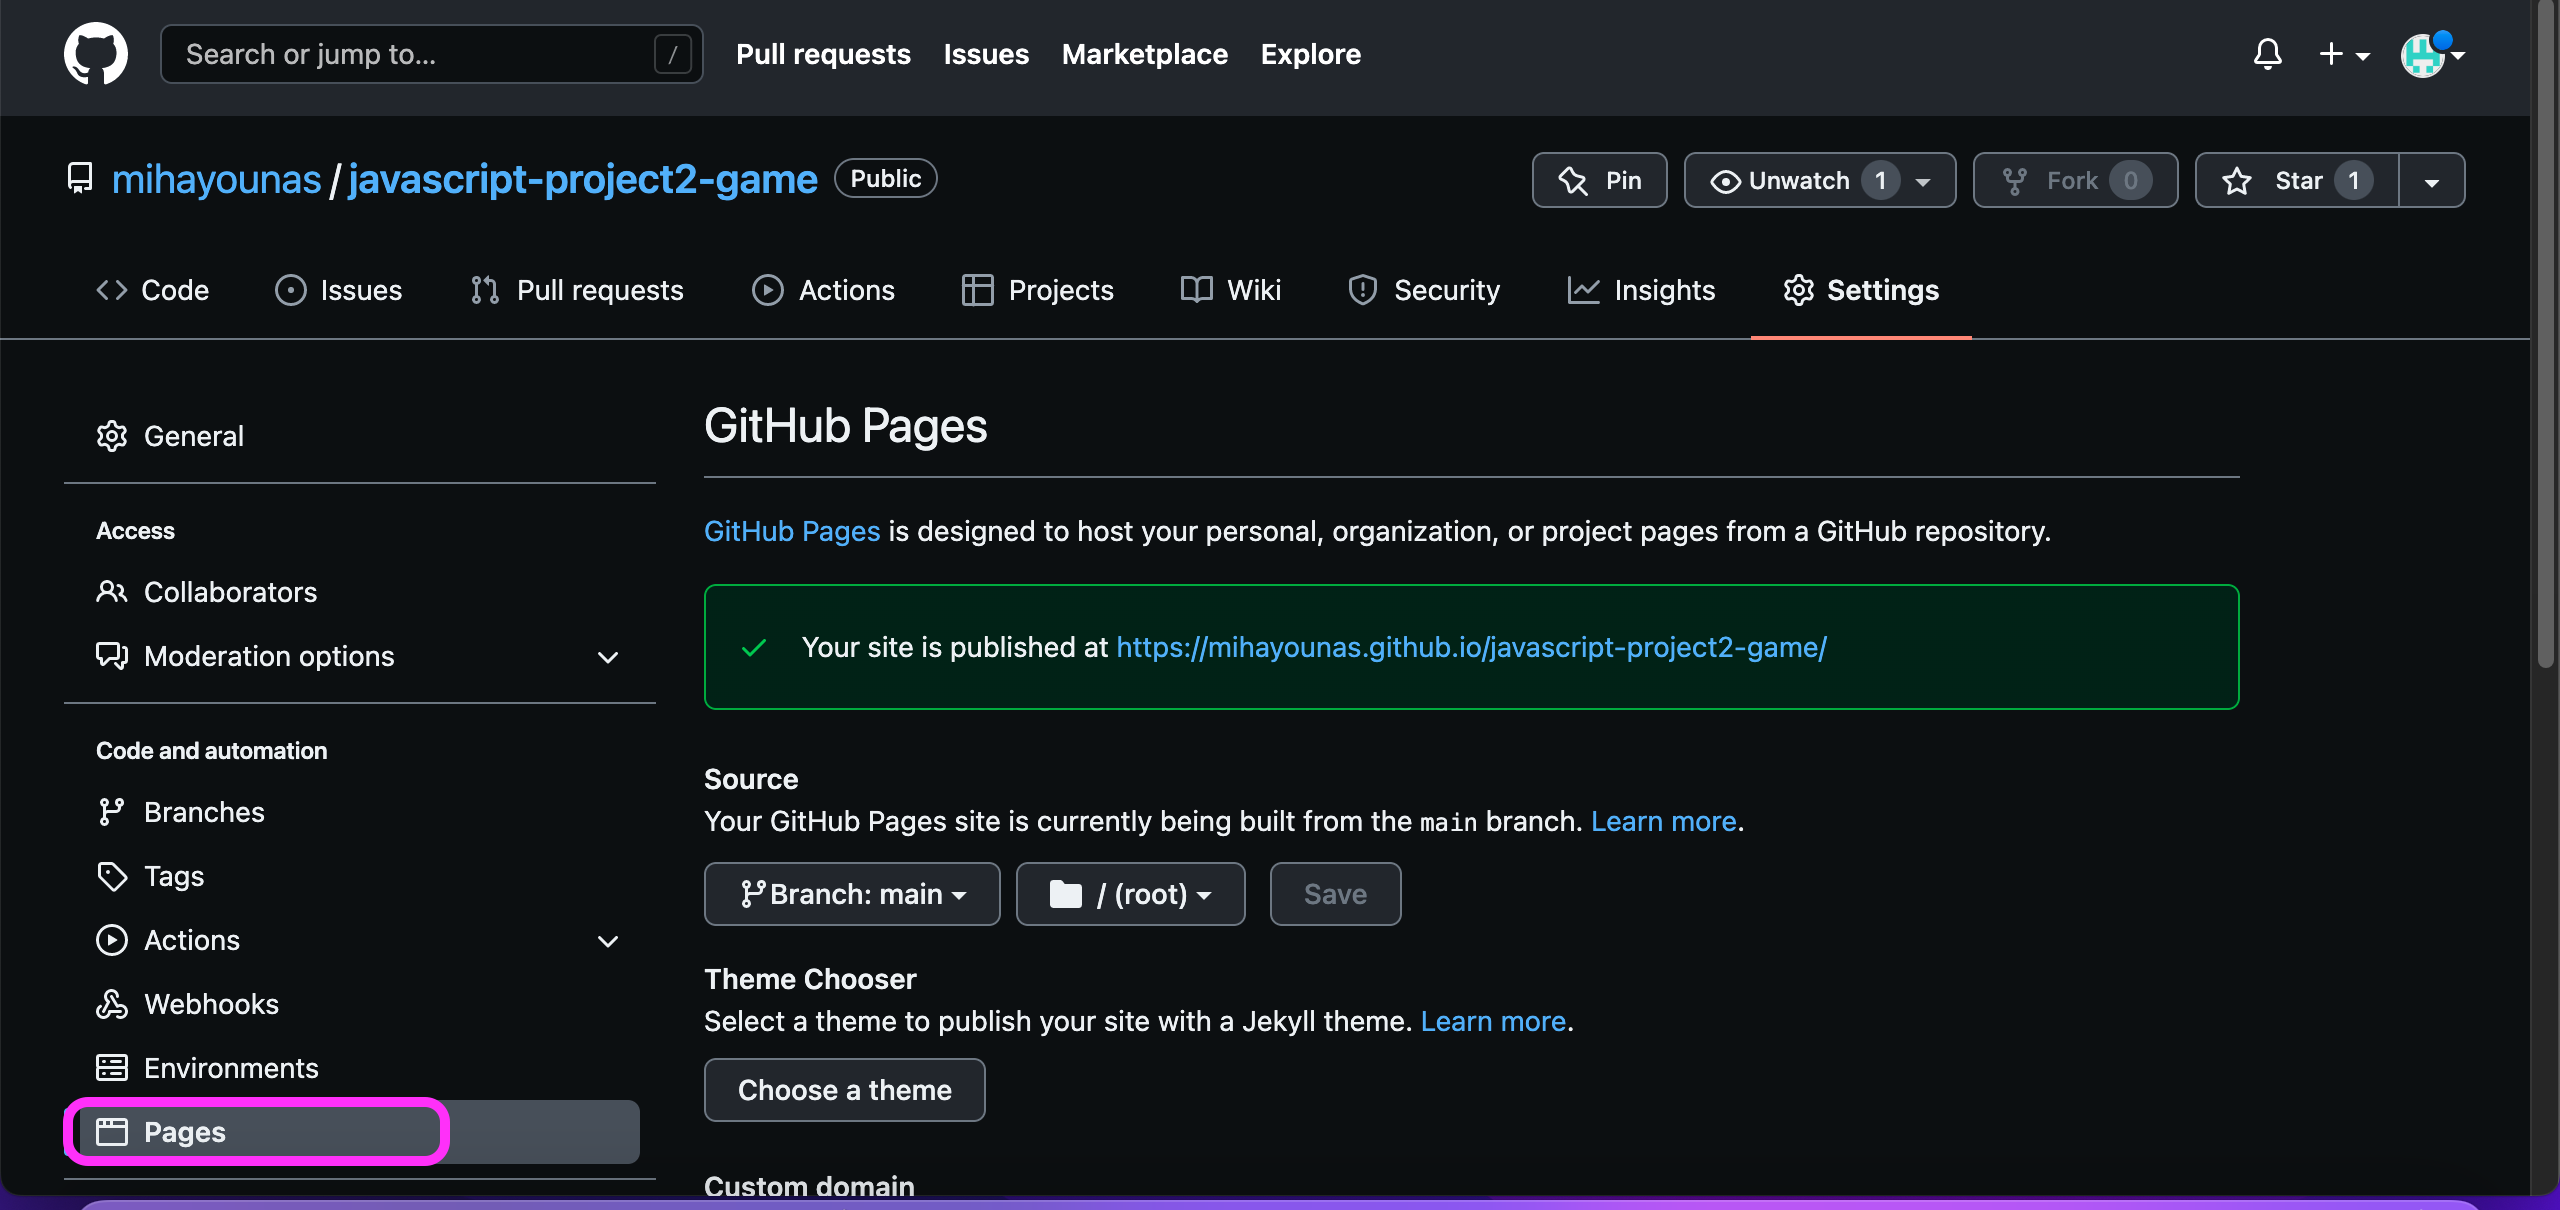 Search or jump to... /
Pull requests Issues Marketplace Explore
mihayounas / javascript-project2-game Public
Pin
Unwatch 1
Fork 0
Star 1
Code Issues Pull requests Actions Projects Wiki Security Insights Settings
General
Access
Collaborators
Moderation options
Code and automation
Branches
Tags
Actions
Webhooks
Environments
Pages
GitHub Pages
GitHub Pages is designed to host your personal, organization, or project pages from a GitHub repository.
Your site is published at https://mihayounas.github.io/javascript-project2-game/
Source
Your GitHub Pages site is currently being built from the main branch. Learn more.
Branch: main / (root) Save
Theme Chooser
Select a theme to publish your site with a Jekyll theme. Learn more.
Choose a theme
Custom domain